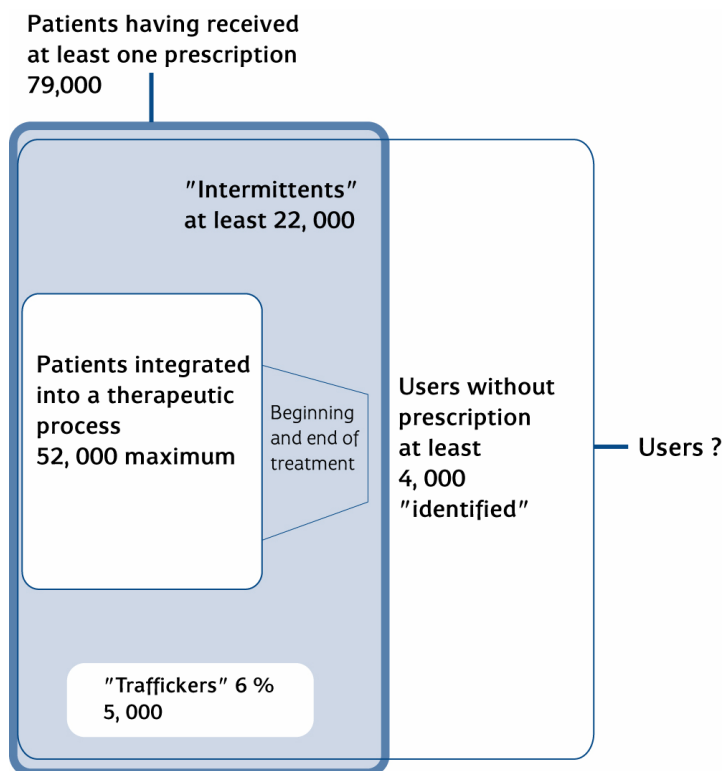 Patients having received
at least one prescription
79,000
"Intermittents"
at least 22, 000
Patients integrated
into a therapeutic
process
52, 000 maximum
Beginning
and end of
treatment
Users without
prescription
at least
4, 000
"identified"
Users ?
"Traffickers" 6 %
5, 000